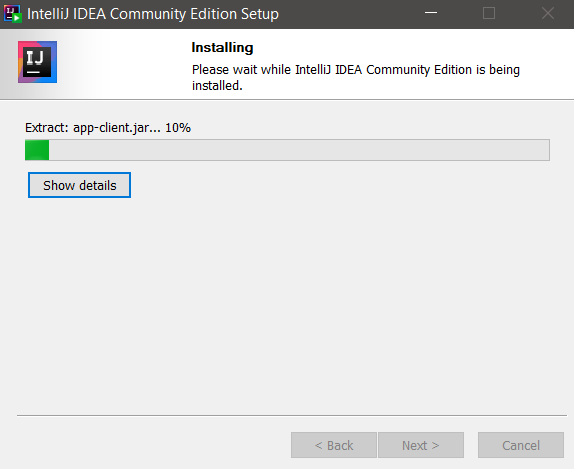 IntelliJ IDEA Community Edition Setup
IJ
Installing
Please wait while IntelliJ IDEA Community Edition is being
installed.
Extract: app-client.jar... 10%
Show details
< Back
Next >
Cancel